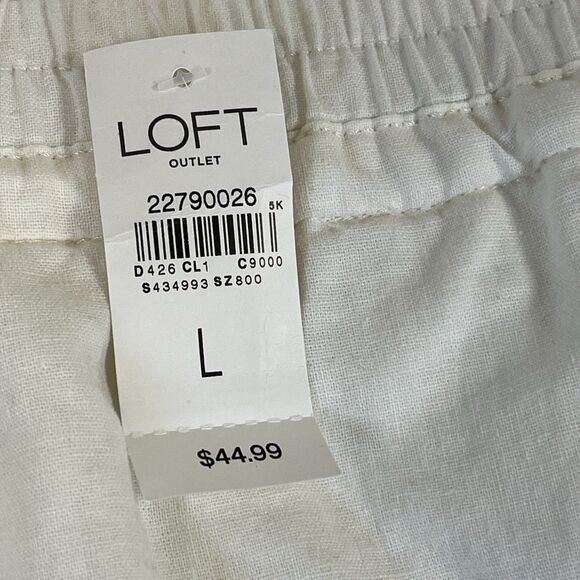 LOFT
OUTLET
22790026 5K
D426 CL1 C9000
S434993 SZ800
L
$44.99